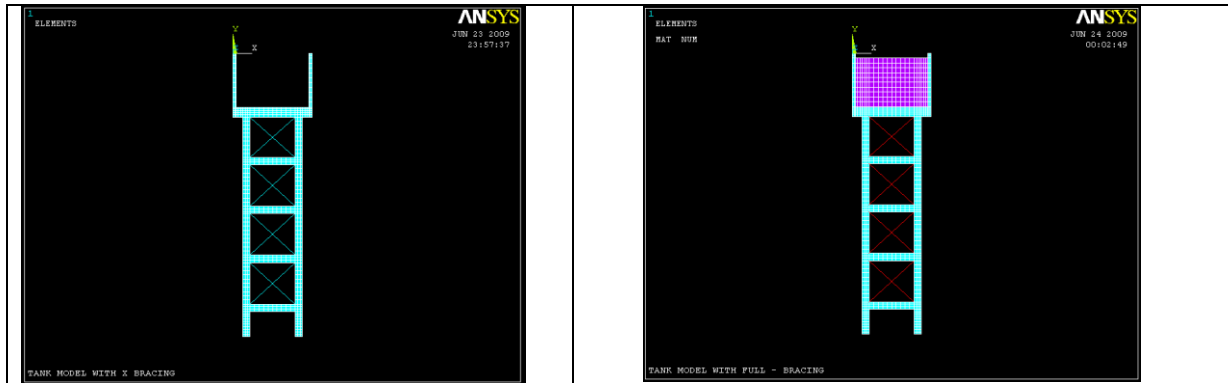 1
ELEMENTS
ANSYS
JUN 23 2009
23:57:37
Y
X
TANK MODEL WITH X BRACING
1
ELEMENTS
MAT NUM
ANSYS
JUN 24 2009
00:02:49
Y
X
TANK MODEL WITH FULL - BRACING